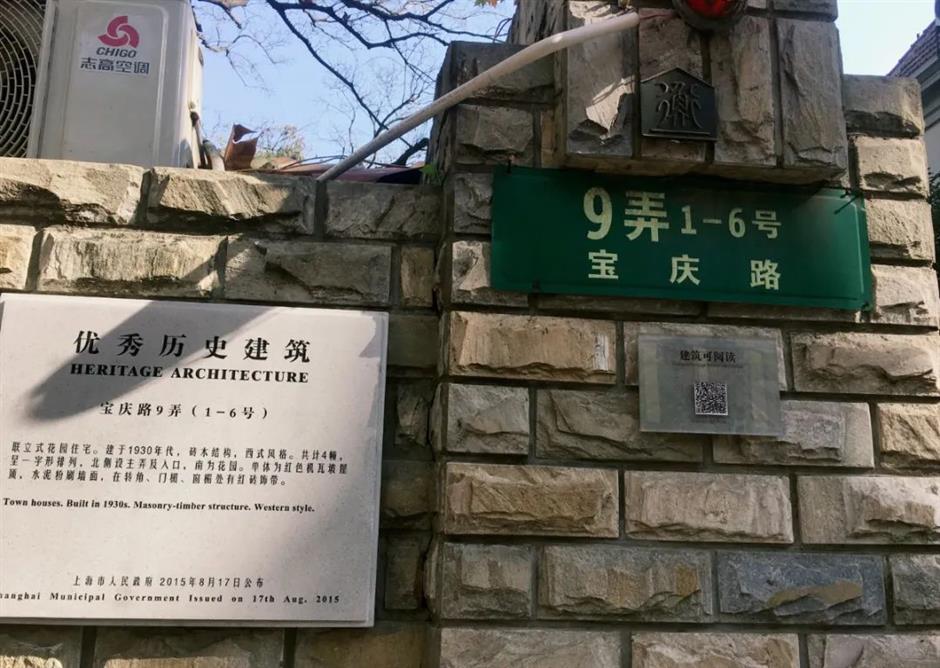 CHIGO
志高空调
9弄1-6号
宝庆路
建筑可阅读
优秀历史建筑
HERITAGE ARCHITECTURE
宝庆路9弄(1-6号)
联立式花园住宅。建于1930年代,砖木结构,西式风格。共计4幢,
呈一字形排列,北侧设主弄及入口,南为花园。单体为红色机瓦坡屋
顶,水泥粉刷墙面,在转角、门楣、窗楣处有红砖饰带。
Town houses. Built in 1930s. Masonry-timber structure. Western style.
上海市人民政府 2015年8月17日公布
hanghai Municipal Government Issued on 17th Aug. 2015